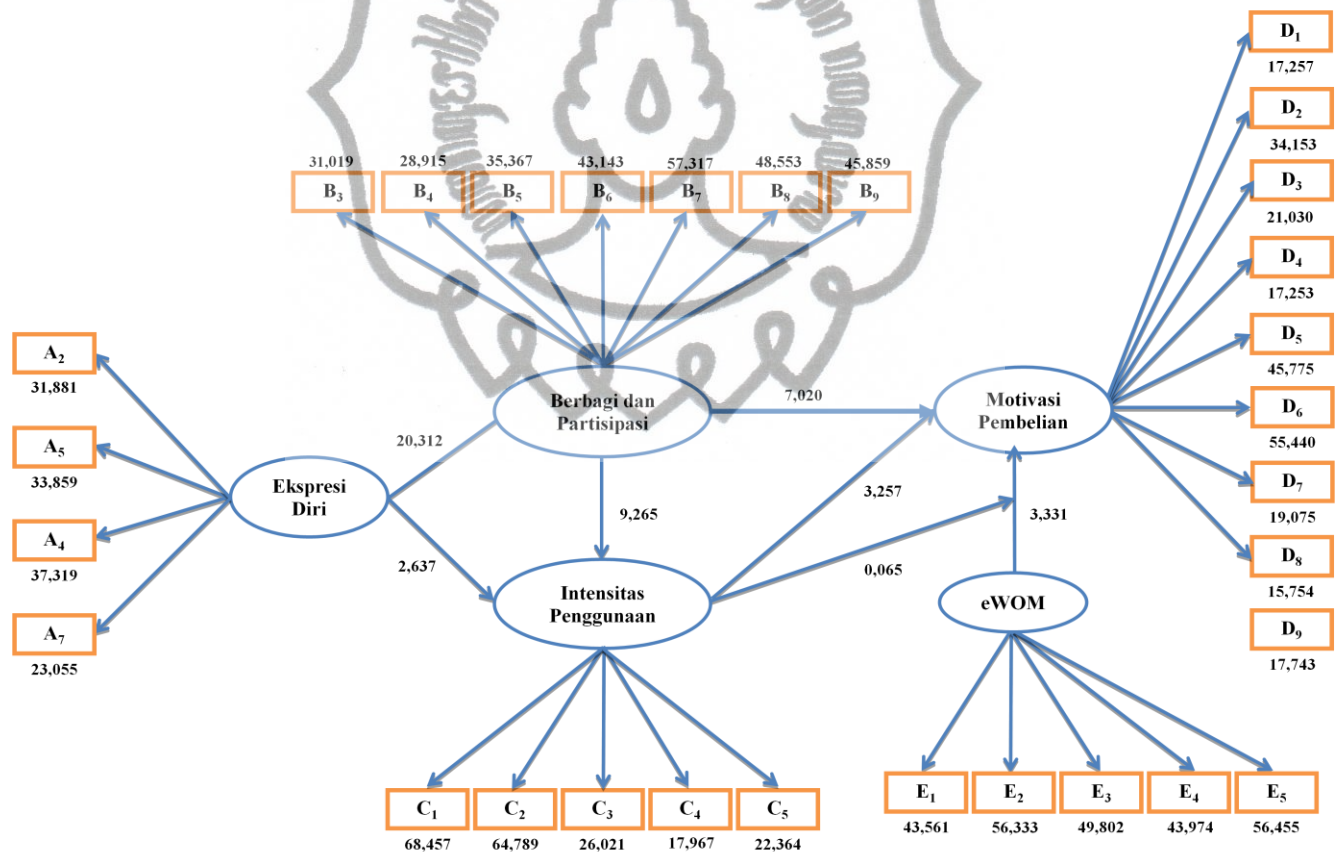 D₁
17,257
D₂
34,153
31,019 28,915 35,367 43,143 57,317 48,553 45,859
B₃ B₄ B₅ B₆ B₇ B₈ B₉
D₃
21,030
D₄
17,253
D₅
45,775
A₂
31,881
Berbagi dan
Partisipasi
7,020
Motivasi
Pembelian
D₆
55,440
20,312
A₅
33,859
Ekspresi
Diri
3,257
D₇
19,075
9,265
3,331
A₄
37,319
2,637
0,065
D₈
15,754
Intensitas
Penggunaan
eWOM
A₇
23,055
D₉
17,743
C₁ C₂ C₃ C₄ C₅
68,457 64,789 26,021 17,967 22,364
E₁ E₂ E₃ E₄ E₅
43,561 56,333 49,802 43,974 56,455